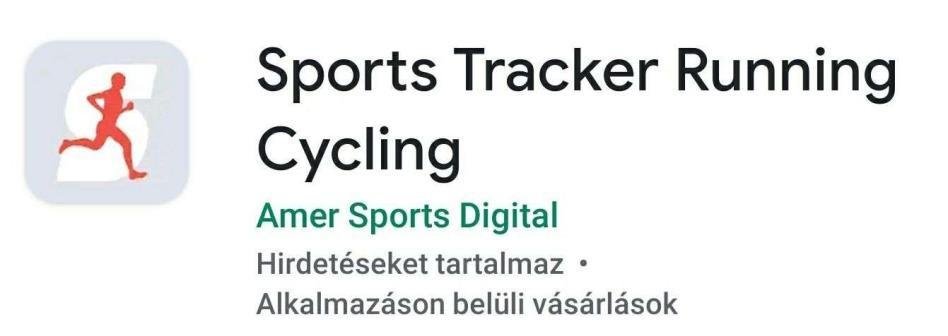 Sports Tracker Running
Cycling
Amer Sports Digital
Hirdetéseket tartalmaz •
Alkalmazáson belüli vásárlások